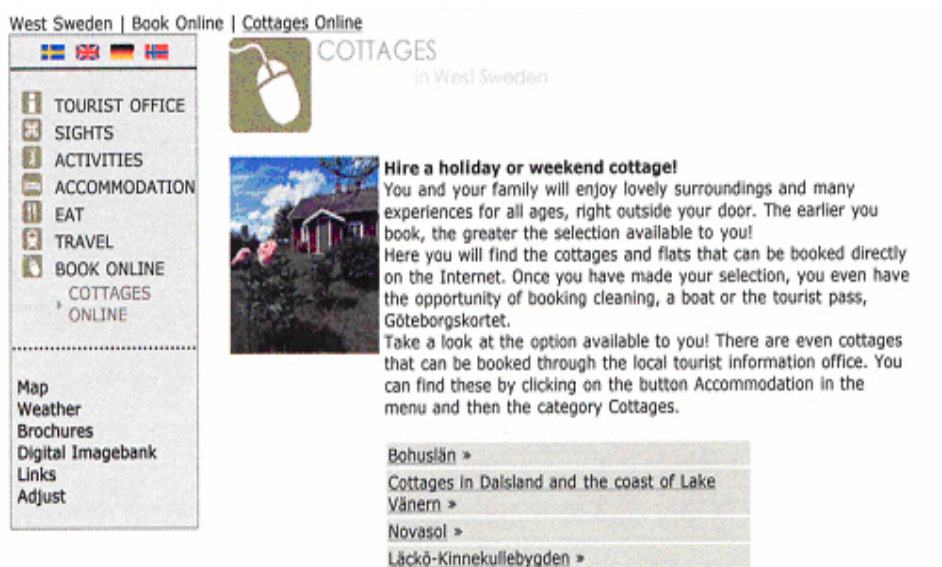 West Sweden | Book Online | Cottages Online
COTTAGES
in West Sweden
TOURIST OFFICE
SIGHTS
ACTIVITIES
ACCOMMODATION
EAT
TRAVEL
BOOK ONLINE
COTTAGES
ONLINE
Map
Weather
Brochures
Digital Imagebank
Links
Adjust
Hire a holiday or weekend cottage!
You and your family will enjoy lovely surroundings and many
experiences for all ages, right outside your door. The earlier you
book, the greater the selection available to you!
Here you will find the cottages and flats that can be booked directly
on the Internet. Once you have made your selection, you even have
the opportunity of booking cleaning, a boat or the tourist pass,
Göteborgskortet.
Take a look at the option available to you! There are even cottages
that can be booked through the local tourist information office. You
can find these by clicking on the button Accommodation in the
menu and then the category Cottages.
Bohuslän »
Cottages in Dalsland and the coast of Lake
Vänern »
Novasol »
Läckö-Kinnekullebygden »